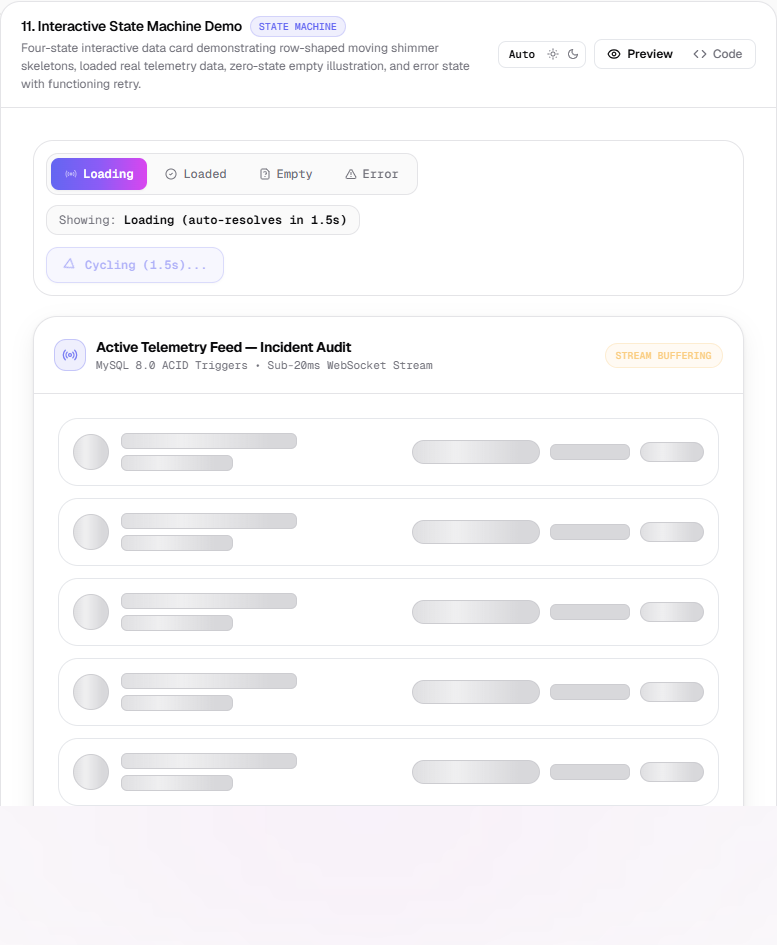 11. Interactive State Machine Demo STATE MACHINE
Four-state interactive data card demonstrating row-shaped moving shimmer
skeletons, loaded real telemetry data, zero-state empty illustration, and error state
with functioning retry.
Auto
Preview
Code
Loading
Loaded
Empty
Error
Showing: Loading (auto-resolves in 1.5s)
Cycling (1.5s)...
Active Telemetry Feed — Incident Audit
MySQL 8.0 ACID Triggers • Sub-20ms WebSocket Stream
STREAM BUFFERING